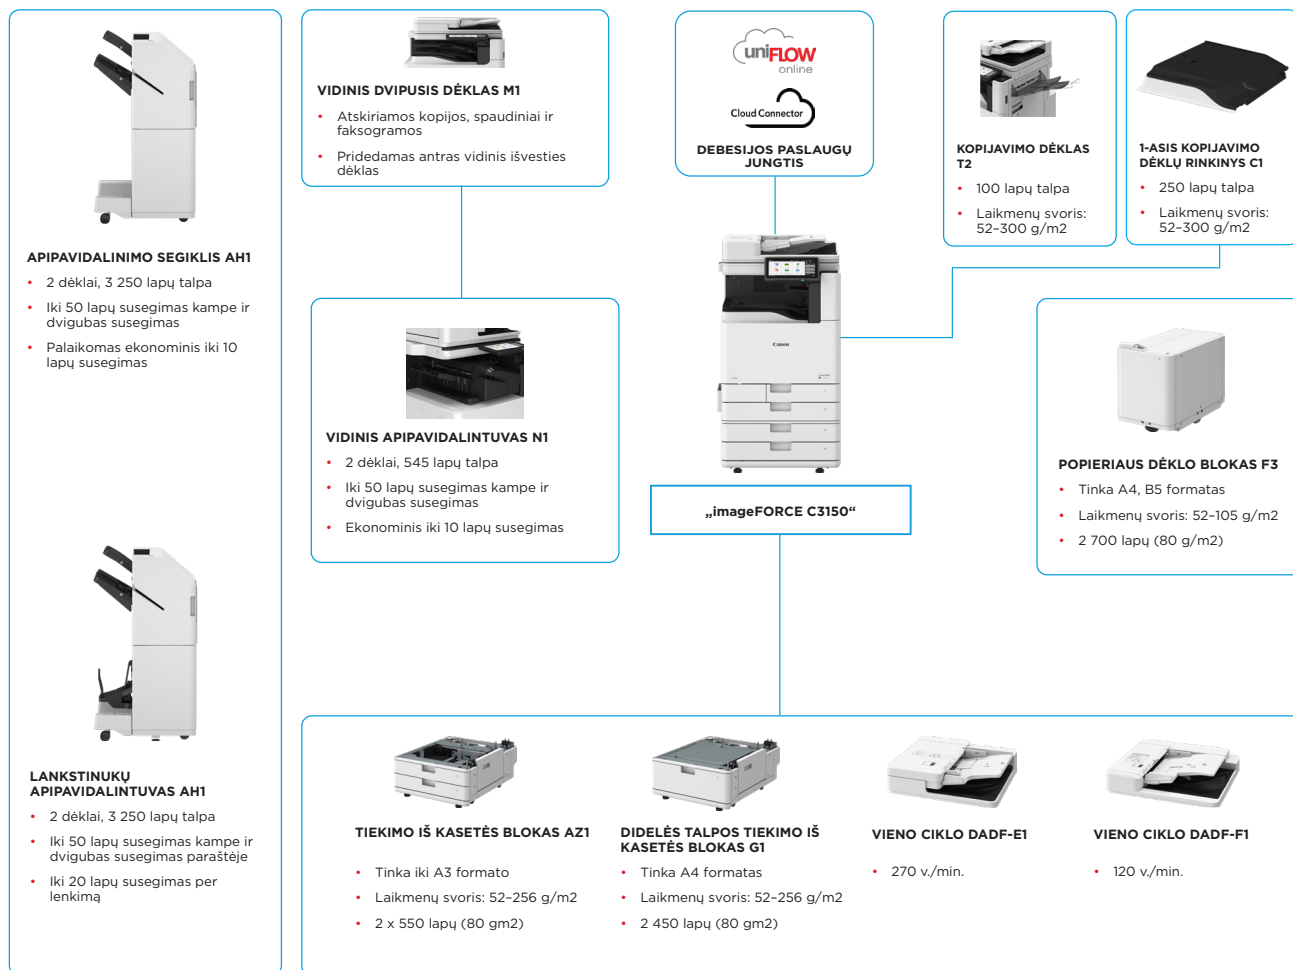 APIPAVIDALINIMO SEGIKLIS AH1
• 2 dėklai, 3 250 lapų talpa
• Iki 50 lapų susegimas kampe ir
dvigubas susegimas
• Palaikomas ekonominis iki 10
lapų susegimas
LANKSTINUKŲ
APIPAVIDALINTUVAS AH1
• 2 dėklai, 3 250 lapų talpa
• Iki 50 lapų susegimas kampe ir
dvigubas susegimas paraštėje
• Iki 20 lapų susegimas per
lenkimą
VIDINIS DVIPUSIS DĖKLAS M1
• Atskiriamos kopijos, spaudiniai ir
faksogramos
• Pridedamas antras vidinis išvesties
dėklas
VIDINIS APIPAVIDALINTUVAS N1
• 2 dėklai, 545 lapų talpa
• Iki 50 lapų susegimas kampe ir
dvigubas susegimas
• Ekonominis iki 10 lapų susegimas
uniFLOW
online
Cloud Connector
DEBESIJOS PASLAUGŲ
JUNGTIS
Canon
„imageFORCE C3150“
KOPIJAVIMO DĖKLAS
T2
• 100 lapų talpa
• Laikmenų svoris:
52–300 g/m2
1-ASIS KOPIJAVIMO
DĖKLŲ RINKINYS C1
• 250 lapų talpa
• Laikmenų svoris:
52–300 g/m2
POPIERIAUS DĖKLO BLOKAS F3
• Tinka A4, B5 formatas
• Laikmenų svoris: 52–105 g/m2
• 2 700 lapų (80 g/m2)
TIEKIMO IŠ KASETĖS BLOKAS AZ1
• Tinka iki A3 formato
• Laikmenų svoris: 52–256 g/m2
• 2 x 550 lapų (80 gm2)
DIDELĖS TALPOS TIEKIMO IŠ
KASETĖS BLOKAS G1
• Tinka A4 formatas
• Laikmenų svoris: 52–256 g/m2
• 2 450 lapų (80 gm2)
VIENO CIKLO DADF-E1
• 270 v./min.
VIENO CIKLO DADF-F1
• 120 v./min.